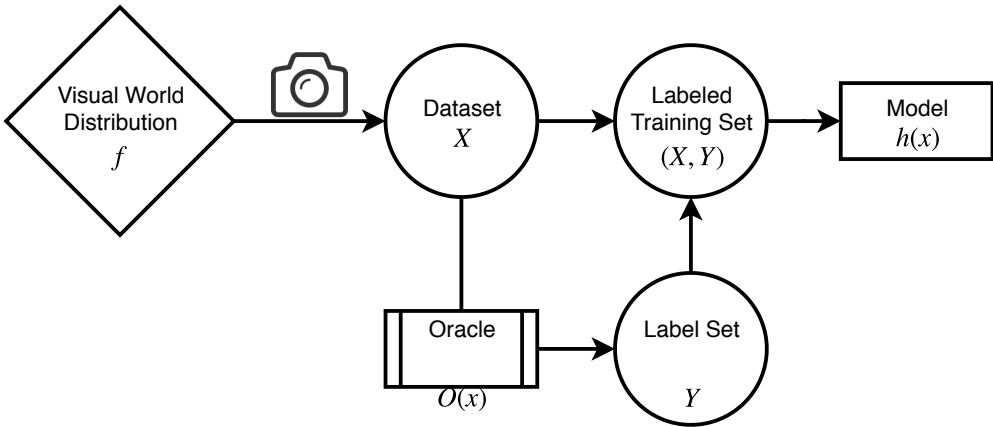 Visual World
Distribution
f
Dataset
X
Labeled
Training Set
(X, Y)
Model
h(x)
Oracle
O(x)
Label Set
Y